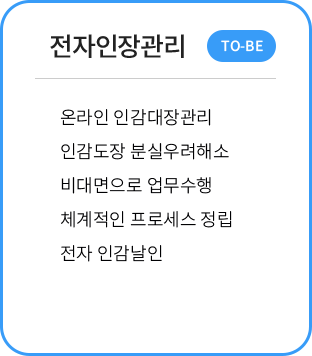 전자인장관리 TO-BE
온라인 인감대장관리
인감도장 분실우려해소
비대면으로 업무수행
체계적인 프로세스 정립
전자 인감날인